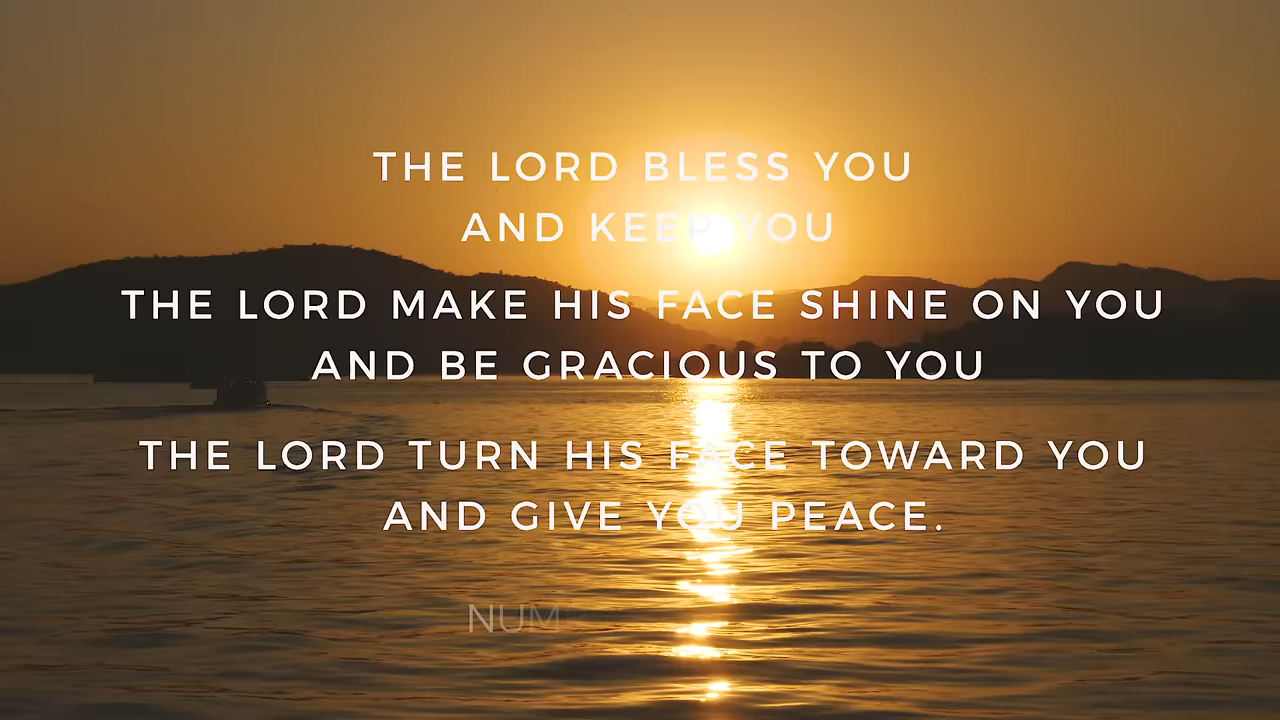 THE LORD BLESS YOU
AND KEEP YOU
THE LORD MAKE HIS FACE SHINE ON YOU
AND BE GRACIOUS TO YOU
THE LORD TURN HIS FACE TOWARD YOU
AND GIVE YOU PEACE.
NUM